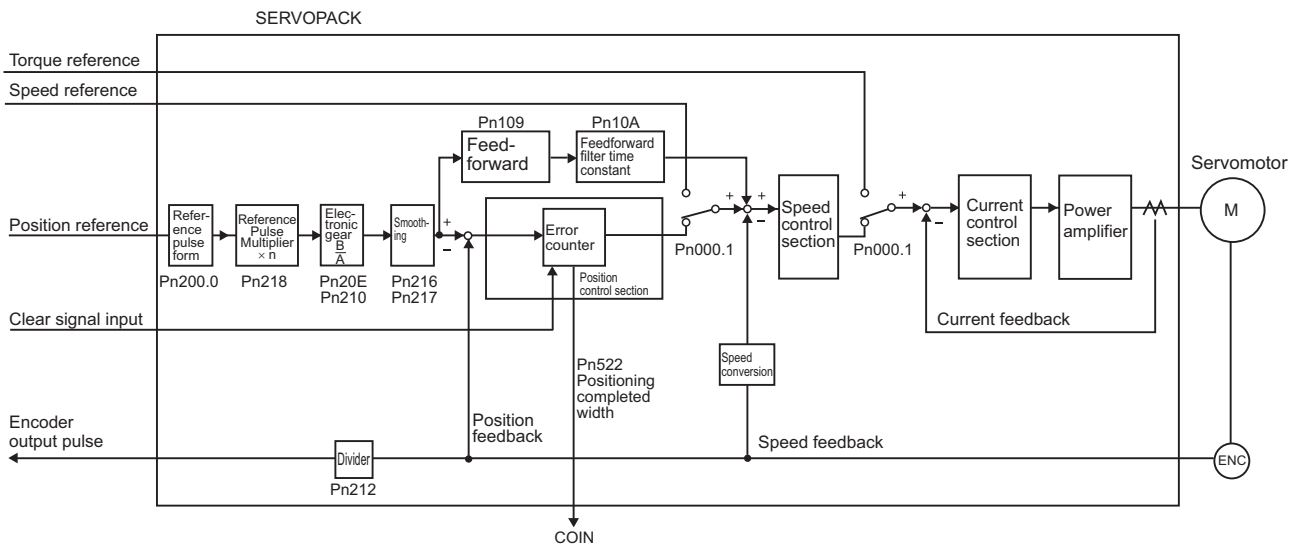 SERVOPACK
Torque reference
Speed reference
Pn109
Pn10A
Feed-
forward
Feedforward
filter time
constant
Servomotor
M
Position reference
Refer-
ence
pulse
form
Reference
Pulse
Multiplier
× n
Elec-
tronic
gear
B
A
Smooth-
ing
+
−
Error
counter
Position
control section
+
+
−
Speed
control
section
+
−
Current
control
section
Power
amplifier
Pn000.1
Pn000.1
Pn200.0
Pn218
Pn20E
Pn210
Pn216
Pn217
Clear signal input
Current feedback
Pn522
Positioning
completed
width
Speed
conversion
Encoder
output pulse
Position
feedback
Speed feedback
Divider
Pn212
ENC
COIN